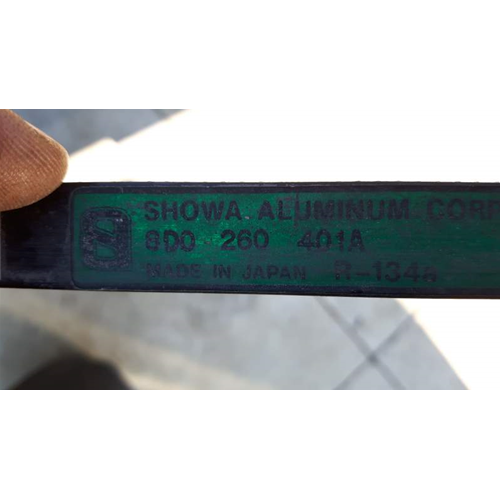 SHOWA ALUMINUM CORP
8D0 260 401A
MADE IN JAPAN R-134a